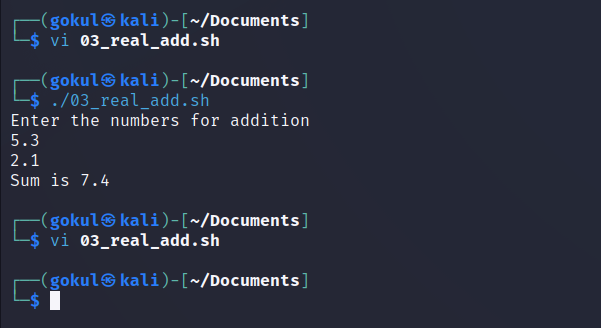 ┌──(gokul㉿kali)-[~/Documents]
└─$ vi 03_real_add.sh
┌──(gokul㉿kali)-[~/Documents]
└─$ ./03_real_add.sh
Enter the numbers for addition
5.3
2.1
Sum is 7.4
┌──(gokul㉿kali)-[~/Documents]
└─$ vi 03_real_add.sh
┌──(gokul㉿kali)-[~/Documents]
└─$